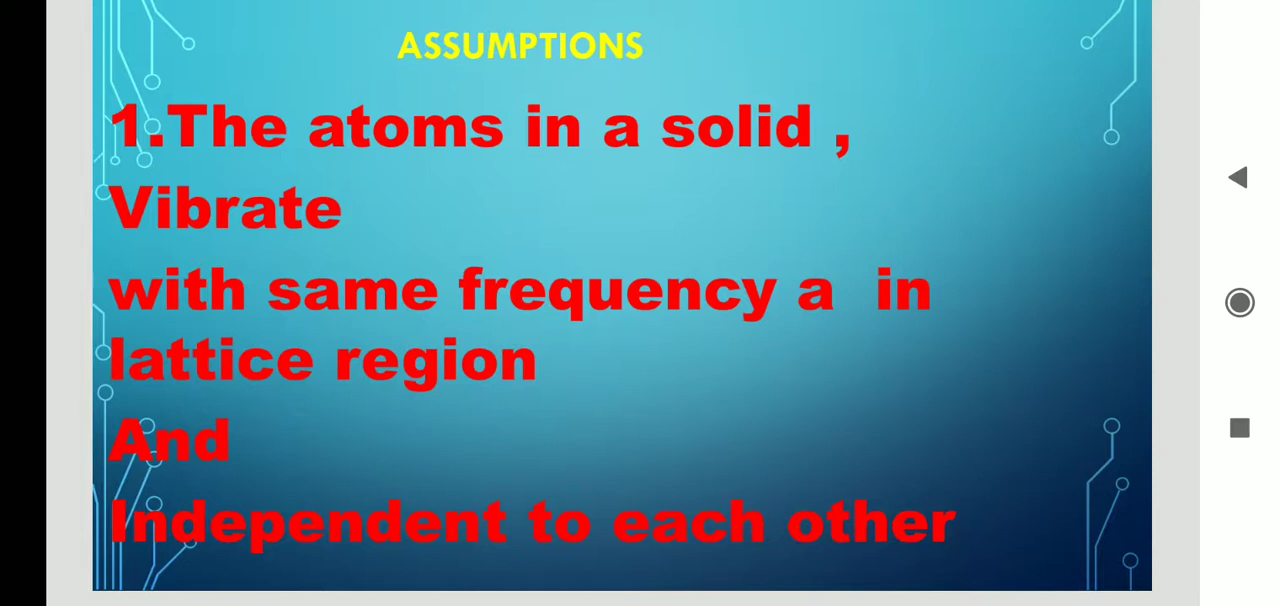 ASSUMPTIONS
1.The atoms in a solid ,
Vibrate
with same frequency a in
lattice region
And
Independent to each other